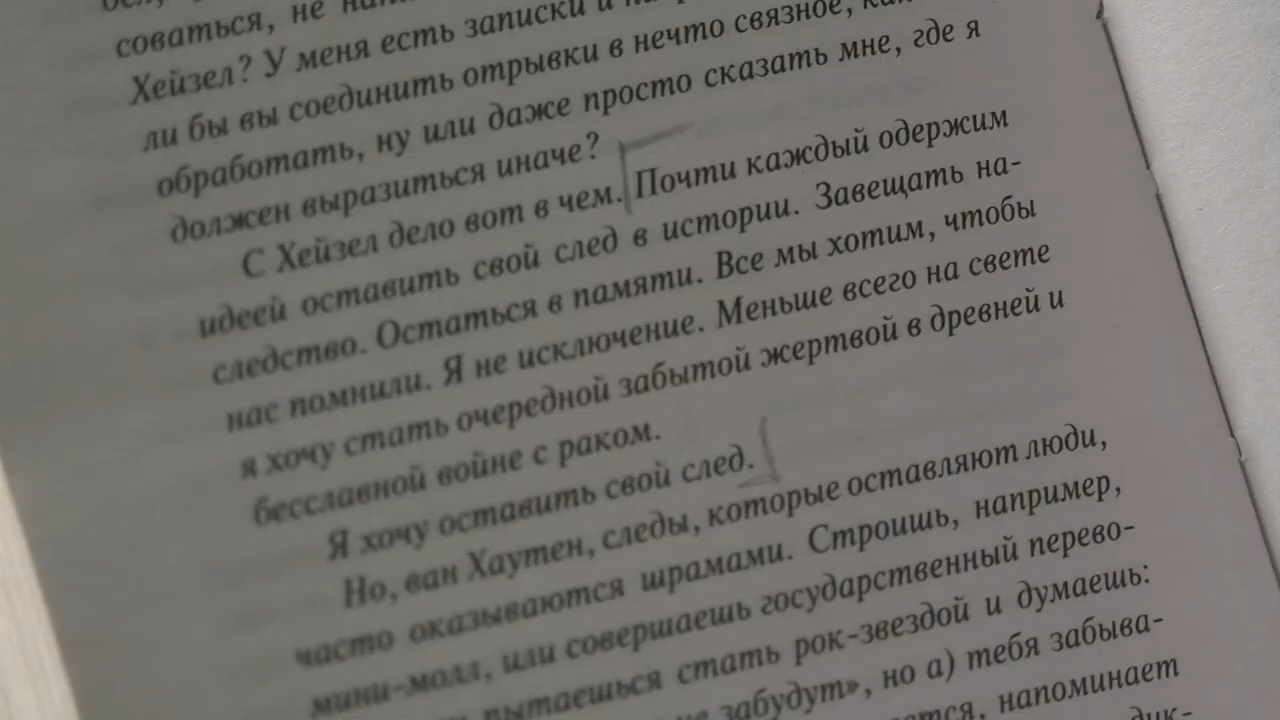 соваться, не
Хейзел? У меня есть записки и
ли бы вы соединить отрывки в нечто связное,
обработать, ну или даже просто сказать мне, где я
должен выразиться иначе?
С Хейзел дело вот в чем. Почти каждый одержим
идеей оставить свой след в истории. Завещать на-
следство. Остаться в памяти. Все мы хотим, чтобы
нас помнили. Я не исключение. Меньше всего на свете
я хочу стать очередной забытой жертвой в древней и
бесславной войне с раком.
Я хочу оставить свой след.
Но, ван Хаутен, следы, которые оставляют люди,
часто оказываются шрамами. Строишь, например,
мини-молл, или совершаешь государственный перево-
пытаешься стать рок-звездой и думаешь:
не забудут», но а) тебя забыва-
напоминает
дик-